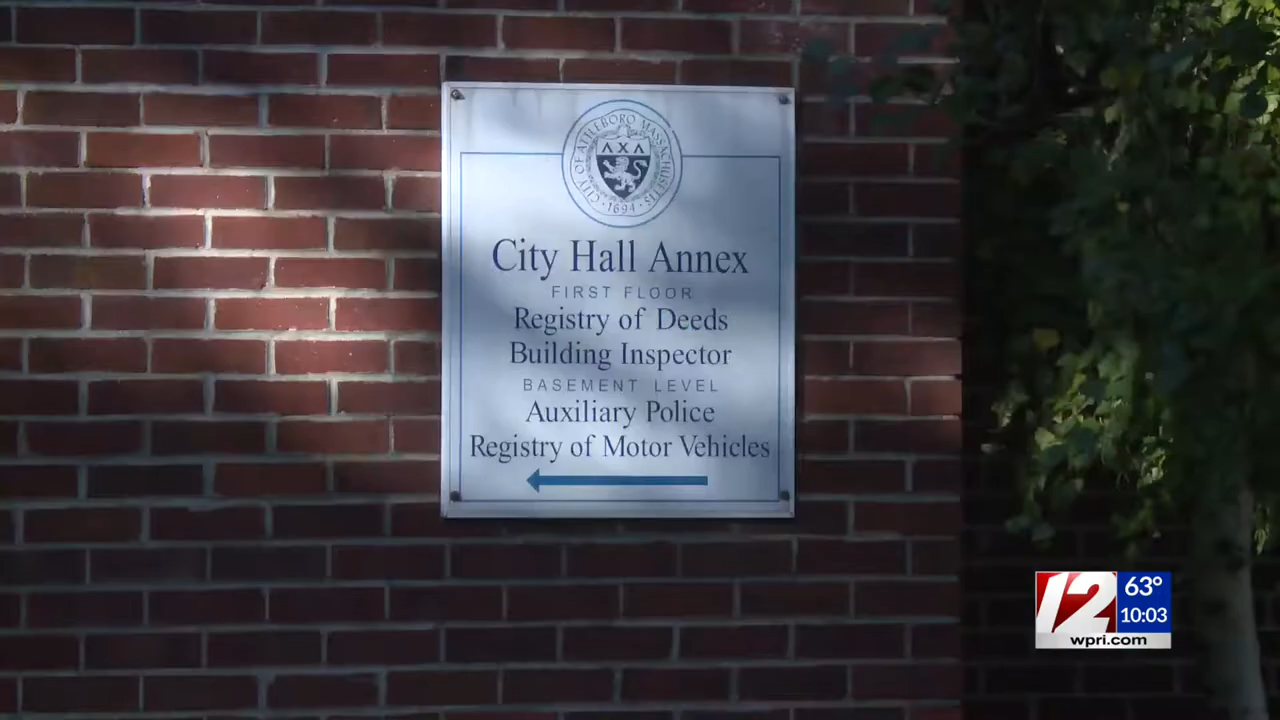 CITY OF ATTLEBORO MASSACHUSETTS
ΛXΛ
· 1694 ·
City Hall Annex
FIRST FLOOR
Registry of Deeds
Building Inspector
BASEMENT LEVEL
Auxiliary Police
Registry of Motor Vehicles
12
63°
10:03
wpri.com